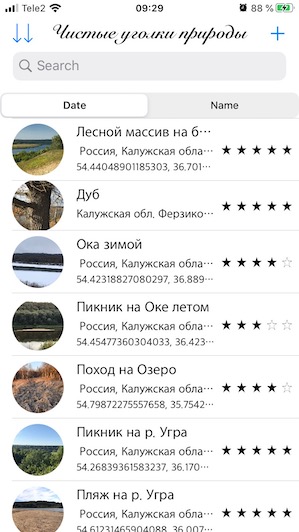 Tele2 09:29 88 %
Чистые уголки природы
Search
Date Name
Лесной массив на б…
Россия, Калужская обла…
54.44048901185303, 36.701…
Дуб
Калужская обл. Ферзико…
Ока зимой
Россия, Калужская обла…
54.42318827080297, 36.889…
Пикник на Оке летом
Россия, Калужская обла…
54.45477360304033, 36.423…
Поход на Озеро
Россия, Калужская обла…
54.79872275557658, 35.7542…
Пикник на р. Угра
Россия, Калужская обла…
54.26839361583237, 36.170…
Пляж на р. Угра
Россия, Калужская обла…
54.61231465904088, 36.007…